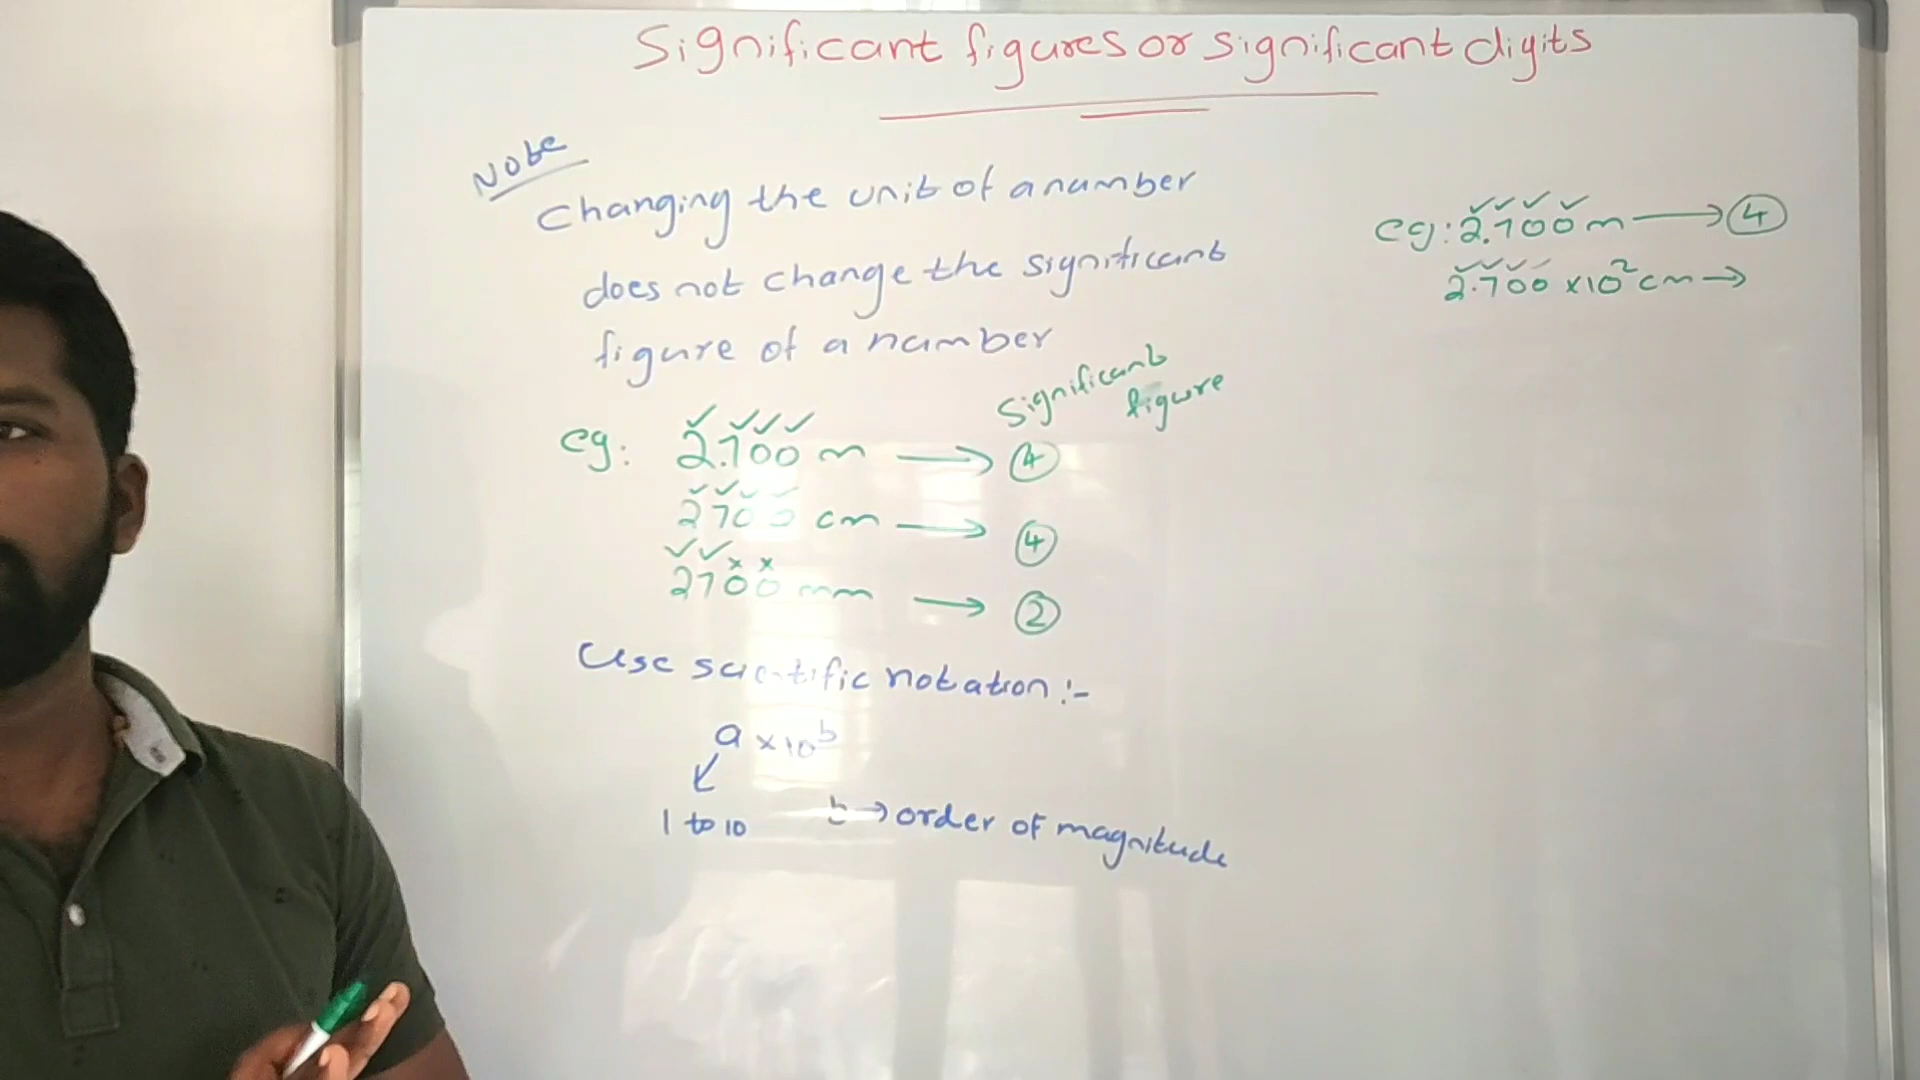 Significant figures or significant digits
Note
Changing the unit of a number
does not change the significant
figure of a number
Significant
figure
eg: 2.700 m → 4
2700 cm → 4
2700 mm → 2
Use scientific notation :-
a × 10^b
1 to 10
b → order of magnitude
eg: 2.700 m → 4
2.700 × 10² cm →